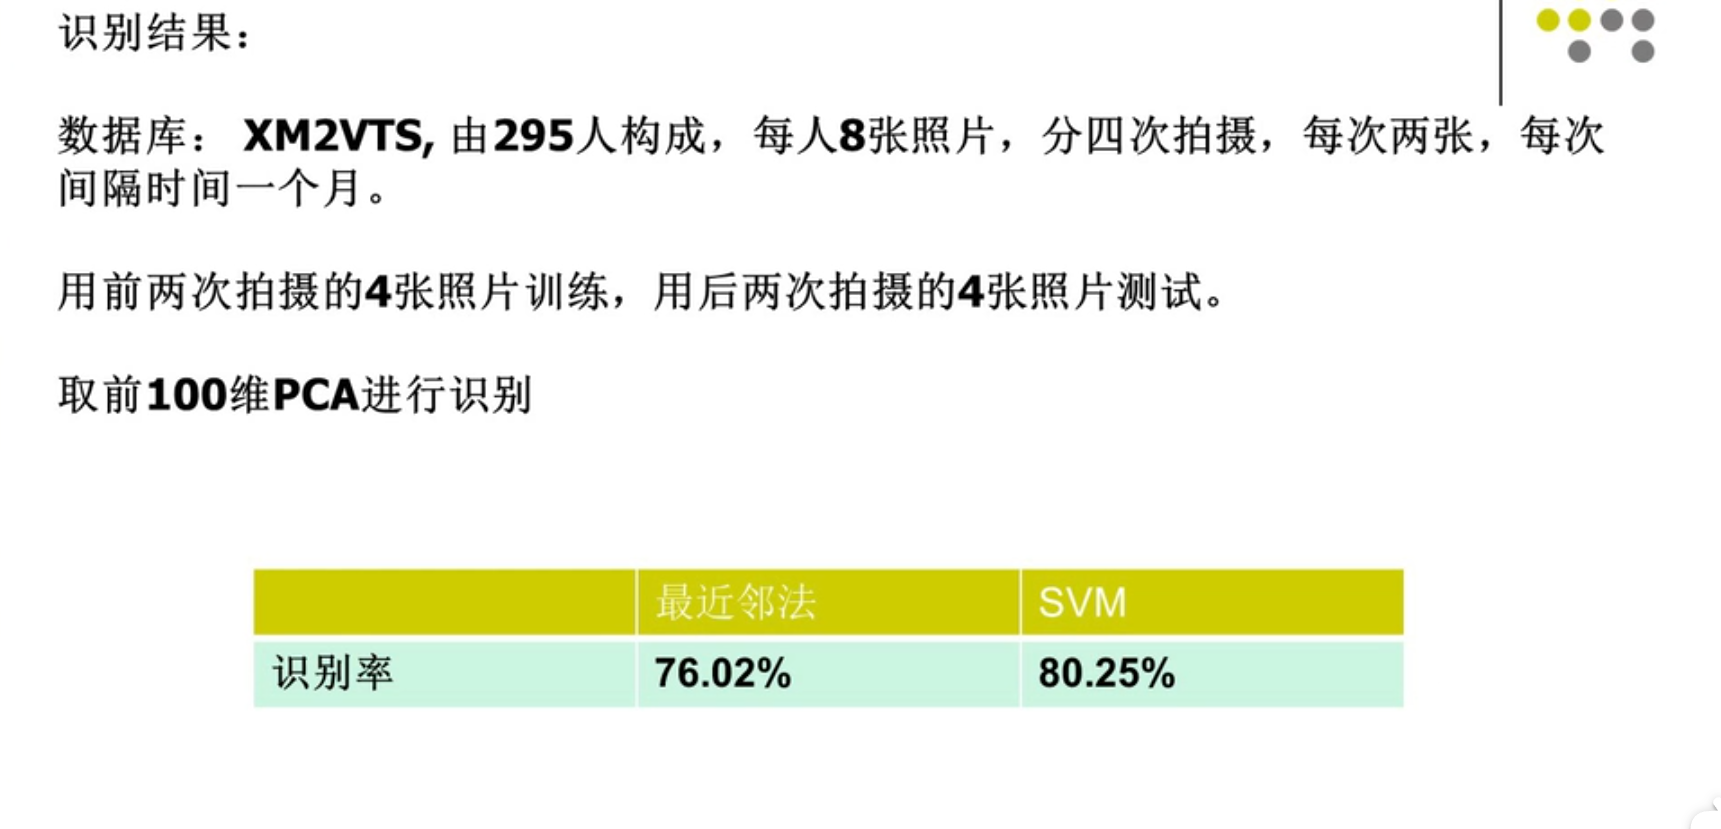 识别结果：
数据库： XM2VTS, 由295人构成，每人8张照片，分四次拍摄，每次两张，每次
间隔时间一个月。
用前两次拍摄的4张照片训练，用后两次拍摄的4张照片测试。
取前100维PCA进行识别
最近邻法 SVM
识别率 76.02% 80.25%